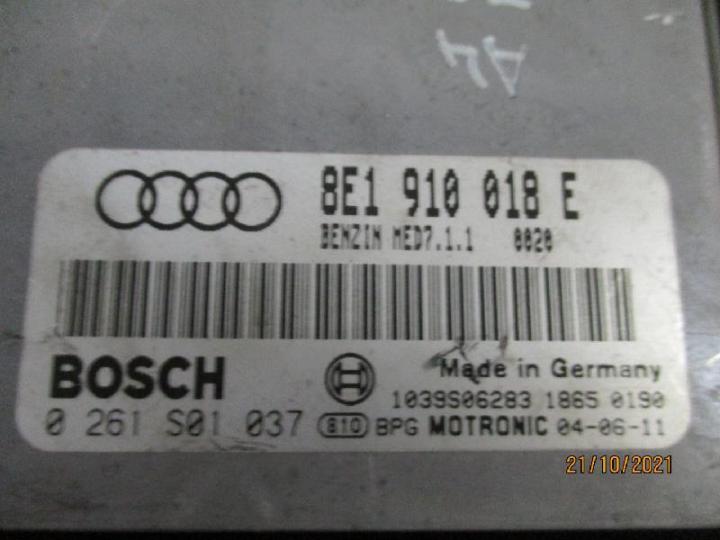 A4
8E1 910 018 E
BENZIN MED7.1.1 0020
BOSCH
Made in Germany
1039S06283 1865 0190
0 261 S01 037 810 BPG MOTRONIC 04-06-11
21/10/2021